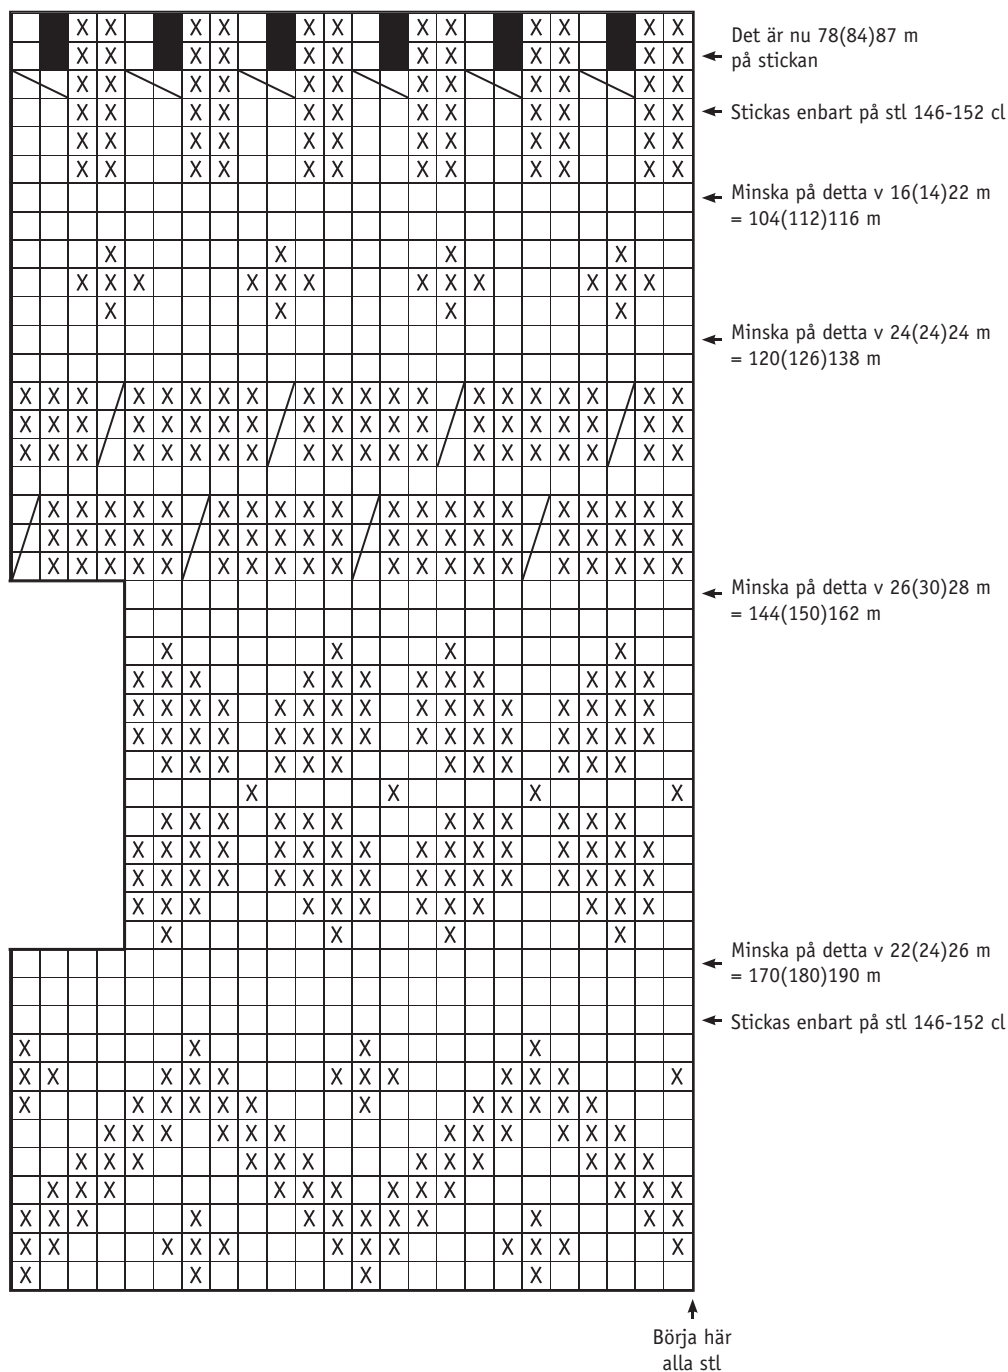 Det är nu 78(84)87 m
på stickan
Stickas enbart på stl 146-152 cl
Minska på detta v 16(14)22 m
= 104(112)116 m
Minska på detta v 24(24)24 m
= 120(126)138 m
Minska på detta v 26(30)28 m
= 144(150)162 m
Minska på detta v 22(24)26 m
= 170(180)190 m
Stickas enbart på stl 146-152 cl
Börja här
alla stl